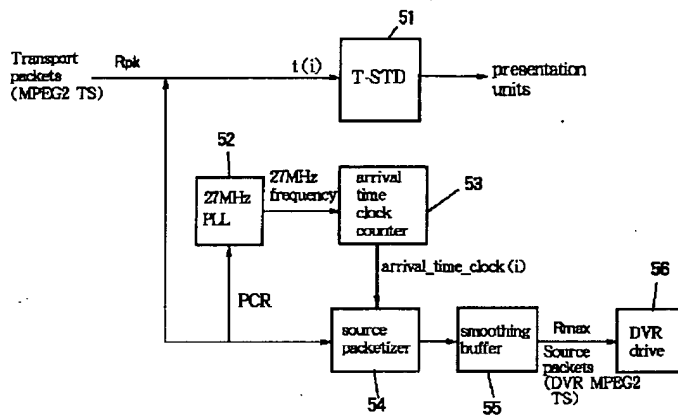 51
Transport
packets
(MPEG2 TS)
Rpk
t(i)
T-STD
presentation
units
52
27MHz
PLL
27MHz
frequency
arrival
time
clock
counter
53
arrival_time_clock(i)
PCR
source
packetizer
54
smoothing
buffer
55
Rmax
Source
packets
(DVR MPEG2
TS)
56
DVR
drive